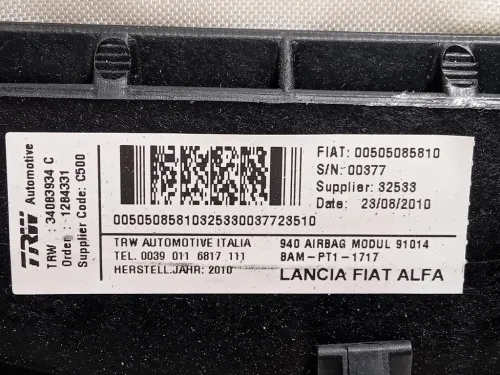 TRW Automotive
TRW : 34083934 C
Order : 1284331
Supplier Code: C500
00505085810325330037723510
FIAT: 00505085810
S/N: 00377
Supplier: 32533
Date: 23/08/2010
TRW AUTOMOTIVE ITALIA
TEL. 0039 011 6817 111
HERSTELL.JAHR: 2010
940 AIRBAG MODUL 91014
BAM-PT1-1717
LANCIA FIAT ALFA